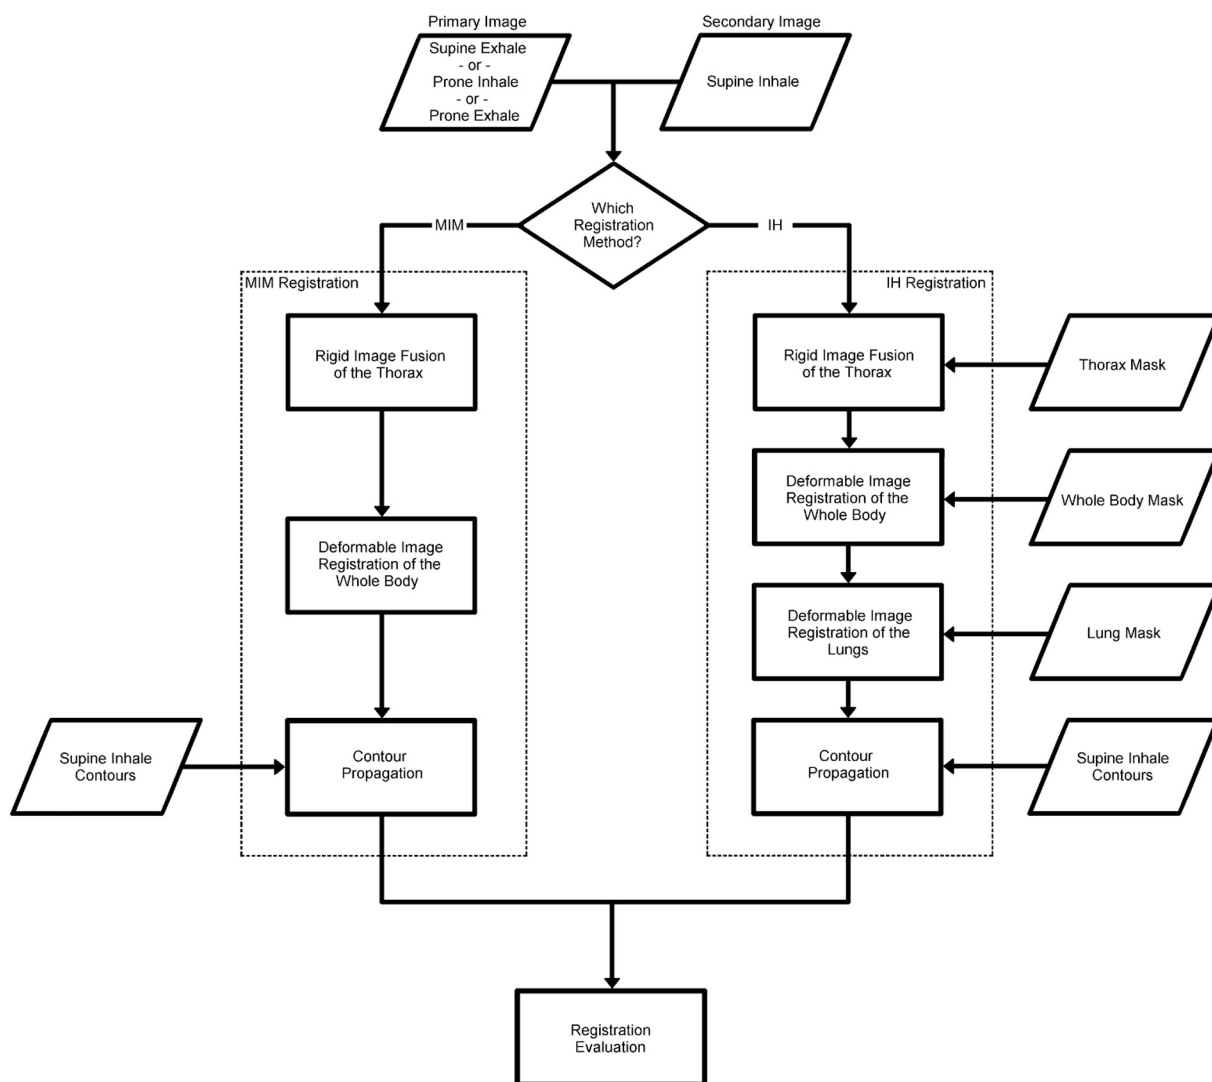 Primary Image
Secondary Image
Supine Exhale
- or -
Prone Inhale
- or -
Prone Exhale
Supine Inhale
Which
Registration
Method?
MIM
IH
MIM Registration
IH Registration
Rigid Image Fusion
of the Thorax
Rigid Image Fusion
of the Thorax
Thorax Mask
Deformable Image
Registration of the
Whole Body
Whole Body Mask
Deformable Image
Registration of the
Whole Body
Deformable Image
Registration of the
Lungs
Lung Mask
Supine Inhale
Contours
Contour
Propagation
Contour
Propagation
Supine Inhale
Contours
Registration
Evaluation